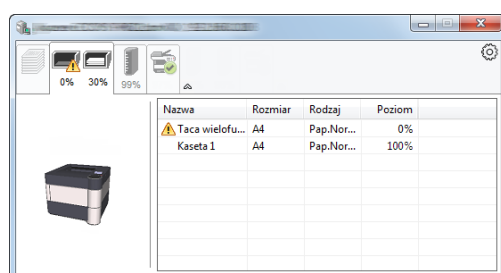 0% 30% 99%
Nazwa Rozmiar Rodzaj Poziom
Taca wielofu... A4 Pap.Nor... 0%
Kaseta 1 A4 Pap.Nor... 100%